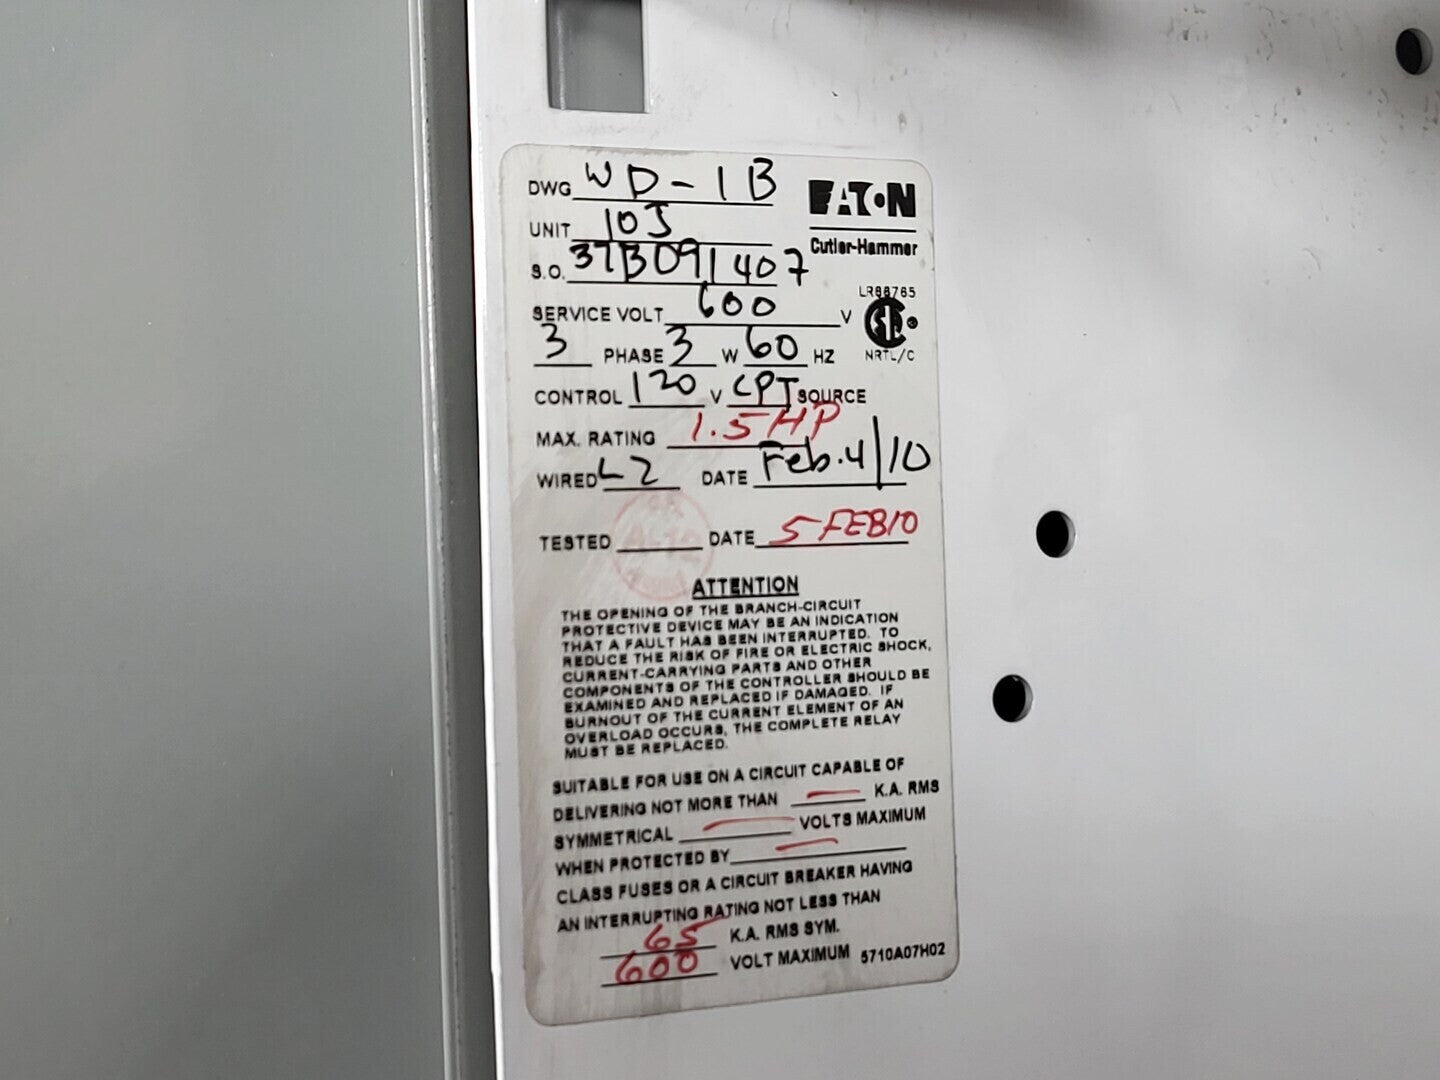 DWG WD-1B
EATON
Cutler-Hammer
UNIT 10J
S.O. 37B091407
LR88765
NRTL/C
SERVICE VOLT 600 V
3 PHASE 3 W 60 HZ
CONTROL 120 V CPT SOURCE
MAX. RATING 1.5HP
WIRED L2 DATE Feb.4/10
TESTED DATE 5FEB10
ATTENTION
THE OPENING OF THE BRANCH-CIRCUIT
PROTECTIVE DEVICE MAY BE AN INDICATION
THAT A FAULT HAS BEEN INTERRUPTED. TO
REDUCE THE RISK OF FIRE OR ELECTRIC SHOCK,
CURRENT-CARRYING PARTS AND OTHER
COMPONENTS OF THE CONTROLLER SHOULD BE
EXAMINED AND REPLACED IF DAMAGED. IF
BURNOUT OF THE CURRENT ELEMENT OF AN
OVERLOAD OCCURS, THE COMPLETE RELAY
MUST BE REPLACED.
SUITABLE FOR USE ON A CIRCUIT CAPABLE OF
DELIVERING NOT MORE THAN — K.A. RMS
SYMMETRICAL — VOLTS MAXIMUM
WHEN PROTECTED BY —
CLASS FUSES OR A CIRCUIT BREAKER HAVING
AN INTERRUPTING RATING NOT LESS THAN
65 K.A. RMS SYM.
600 VOLT MAXIMUM 5710A07H02